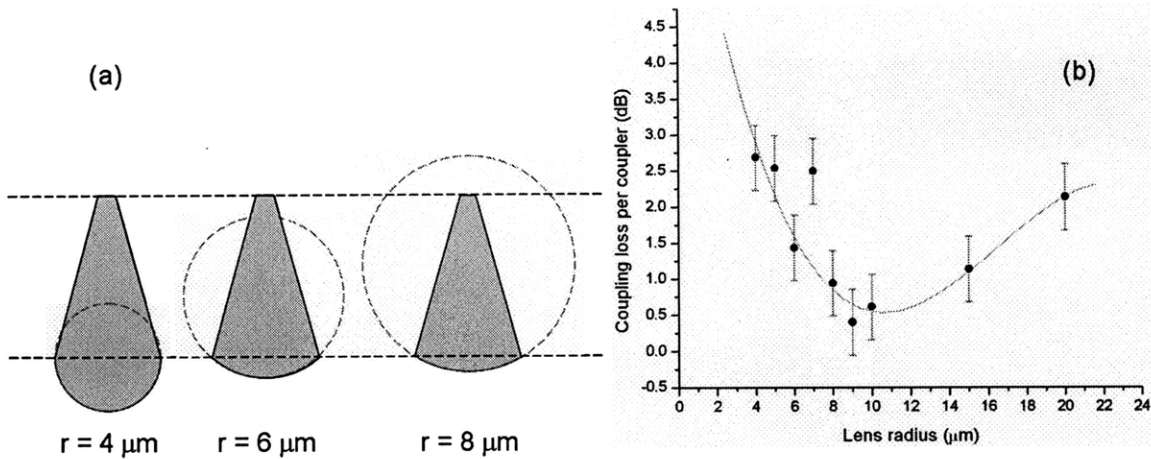 (a)
r = 4 μm
r = 6 μm
r = 8 μm
(b)
Coupling loss per coupler (dB)
4.5
4.0
3.5
3.0
2.5
2.0
1.5
1.0
0.5
0.0
-0.5
0 2 4 6 8 10 12 14 16 18 20 22 24
Lens radius (μm)